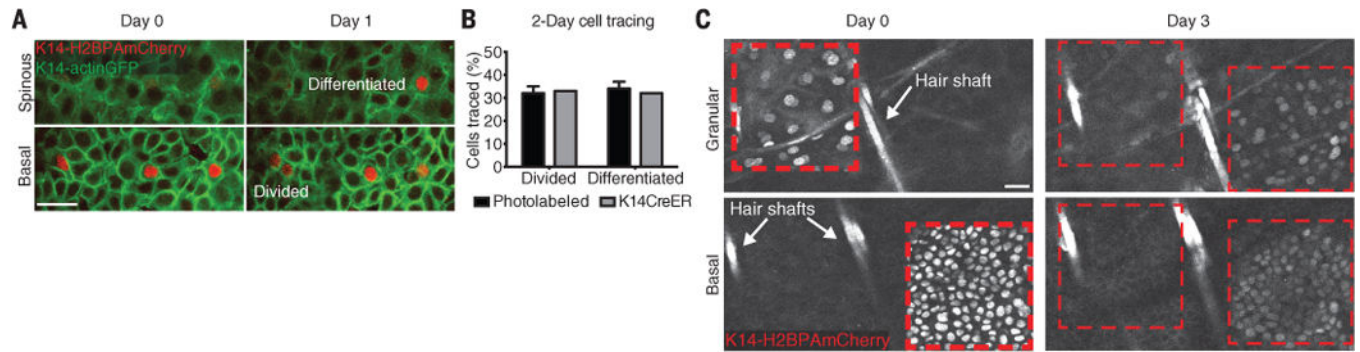 A
Day 0
Day 1
Spinous
K14-H2BPAmCherry
K14-actinGFP
Differentiated
Basal
Divided
B
2-Day cell tracing
Cells traced (%)
50
40
30
20
10
0
Divided
Differentiated
Photolabeled
K14CreER
C
Day 0
Day 3
Granular
Hair shaft
Basal
Hair shafts
K14-H2BPAmCherry